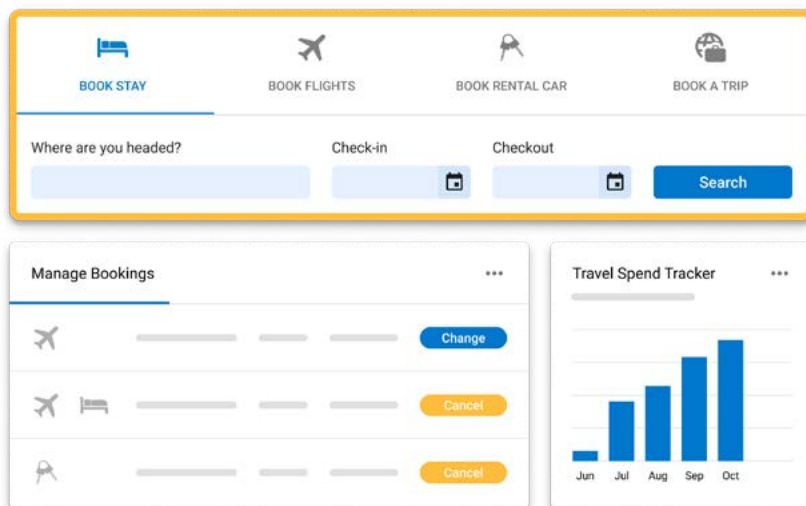 BOOK STAY
BOOK FLIGHTS
BOOK RENTAL CAR
BOOK A TRIP
Where are you headed?
Check-in
Checkout
Search
Manage Bookings
Change
Cancel
Cancel
Travel Spend Tracker
Jun Jul Aug Sep Oct